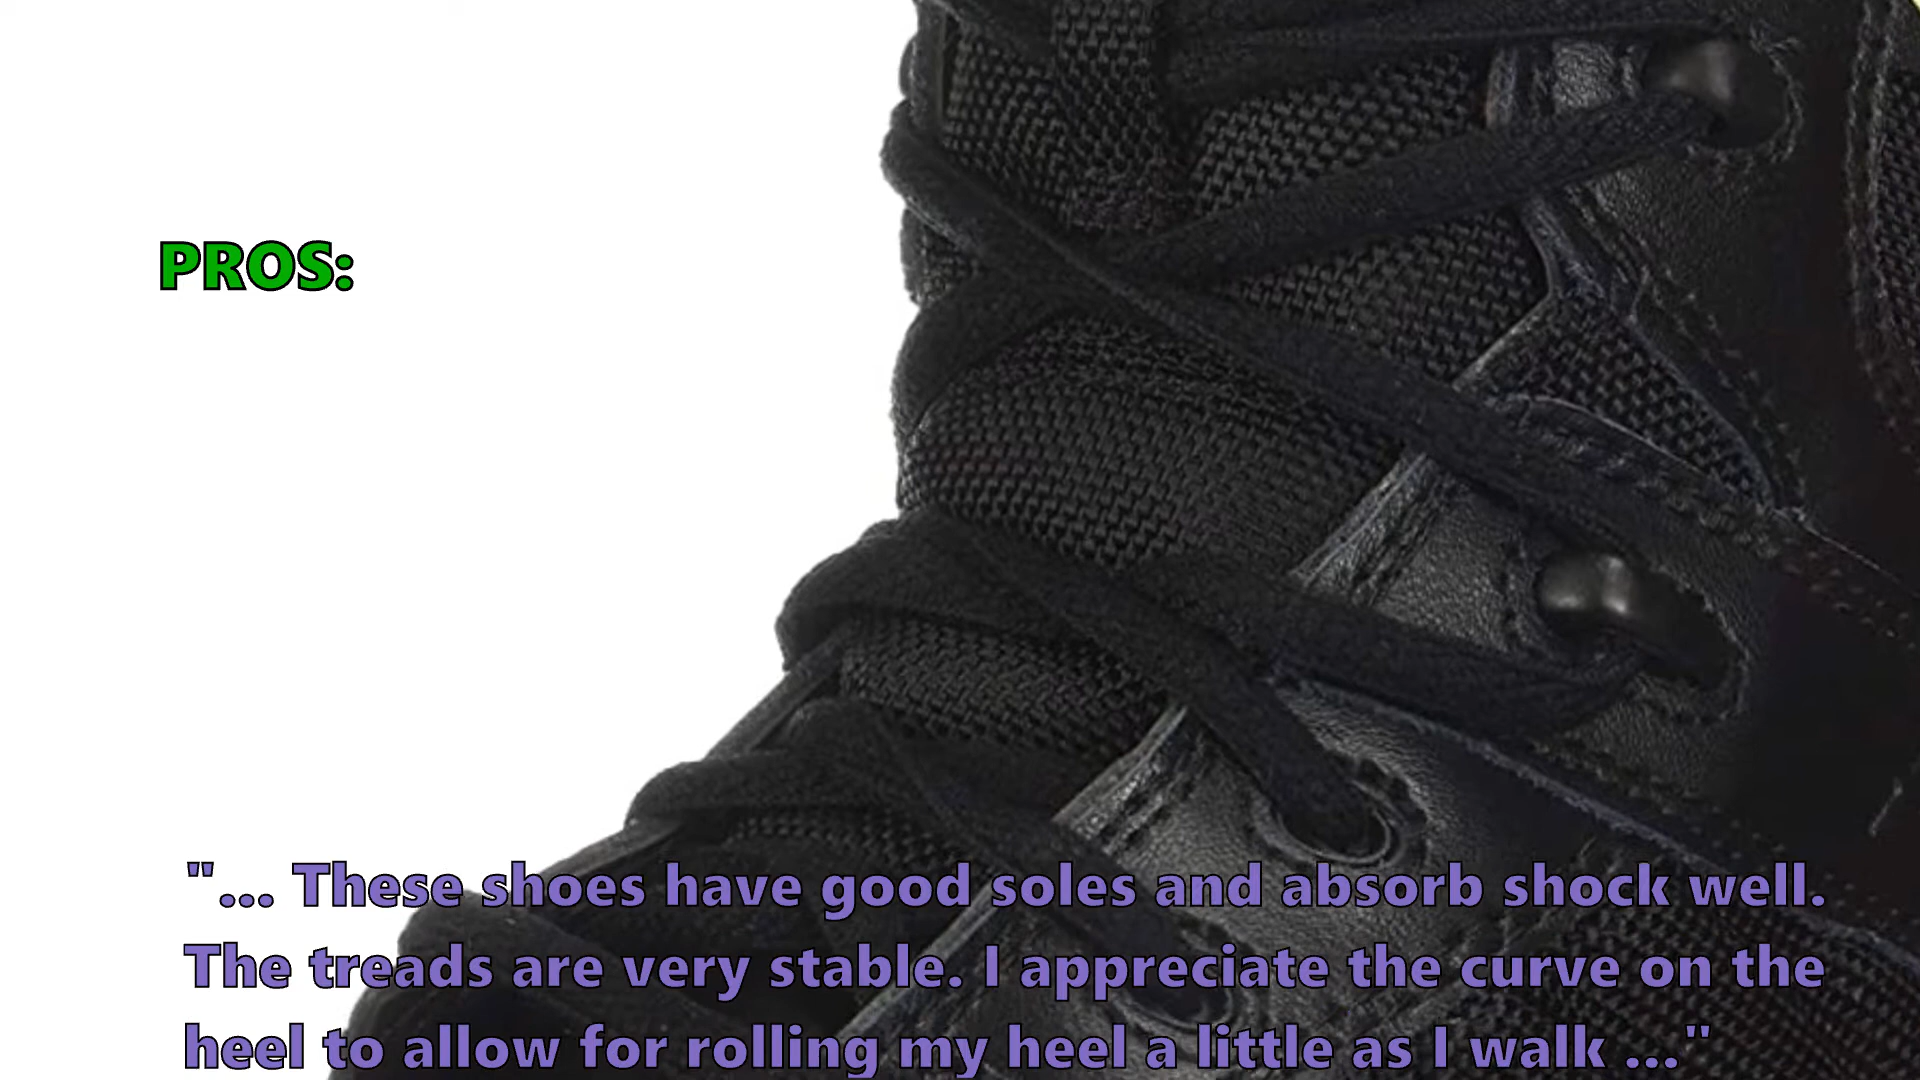 PROS:
"... These shoes have good soles and absorb shock well.
The treads are very stable. I appreciate the curve on the
heel to allow for rolling my heel a little as I walk ..."